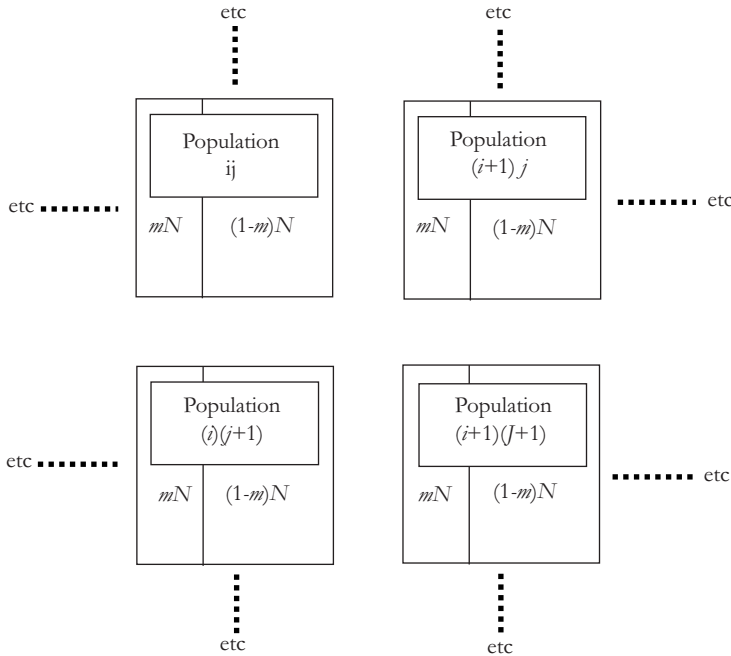 etc
etc
Population
ij
Population
(i+1) j
etc
etc
mN
(1-m)N
mN
(1-m)N
Population
(i)(j+1)
Population
(i+1)(J+1)
etc
etc
mN
(1-m)N
mN
(1-m)N
etc
etc